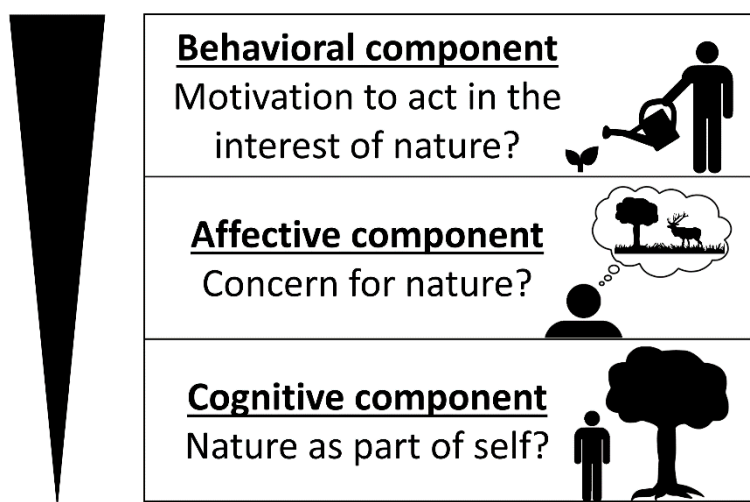 Behavioral component
Motivation to act in the
interest of nature?
Affective component
Concern for nature?
Cognitive component
Nature as part of self?